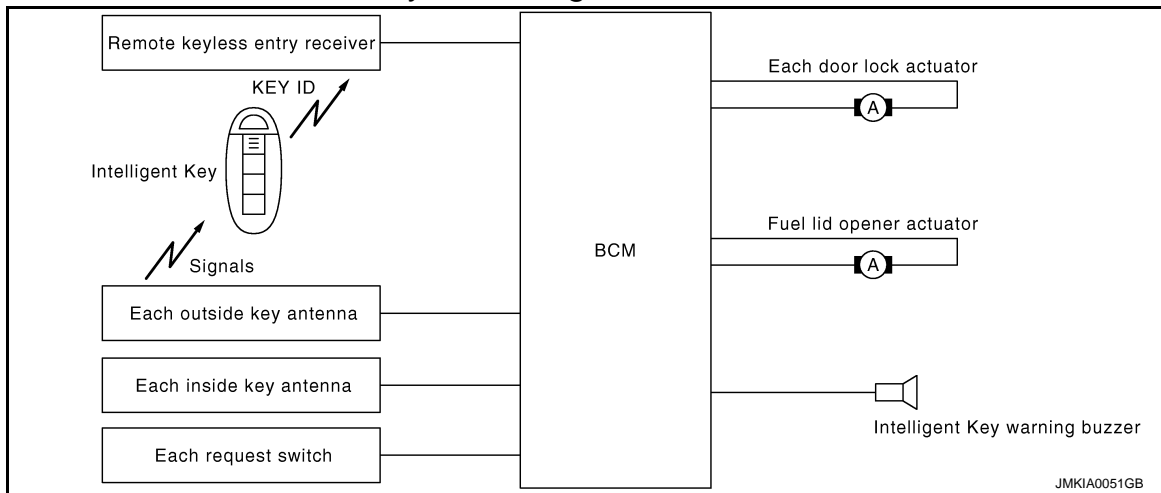 Remote keyless entry receiver
KEY ID
Intelligent Key
Signals
Each outside key antenna
Each inside key antenna
Each request switch
BCM
Each door lock actuator
A
Fuel lid opener actuator
A
Intelligent Key warning buzzer
JMKIA0051GB